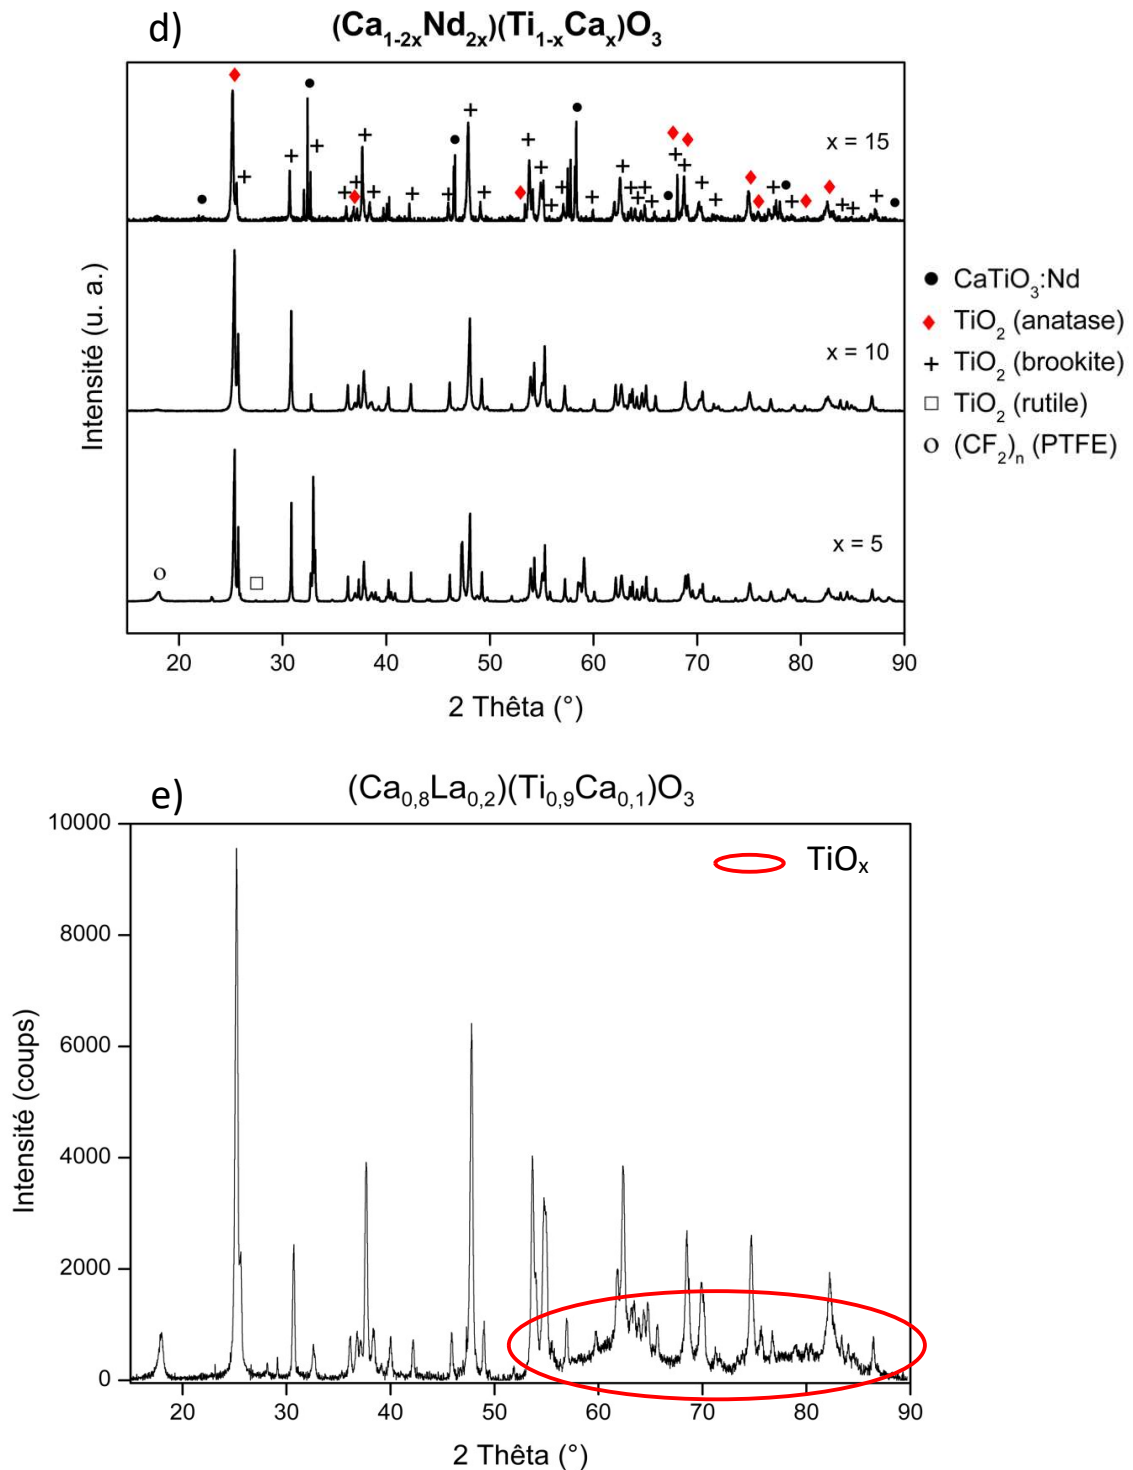 d)
(Ca1-2xNd2x)(Ti1-xCax)O3
x = 15
x = 10
x = 5
Intensité (u. a.)
20 30 40 50 60 70 80 90
2 Thêta (°)
CaTiO3:Nd
TiO2 (anatase)
TiO2 (brookite)
TiO2 (rutile)
(CF2)n (PTFE)
e)
(Ca0,8La0,2)(Ti0,9Ca0,1)O3
TiOx
10000
8000
6000
4000
2000
0
Intensité (coups)
20 30 40 50 60 70 80 90
2 Thêta (°)